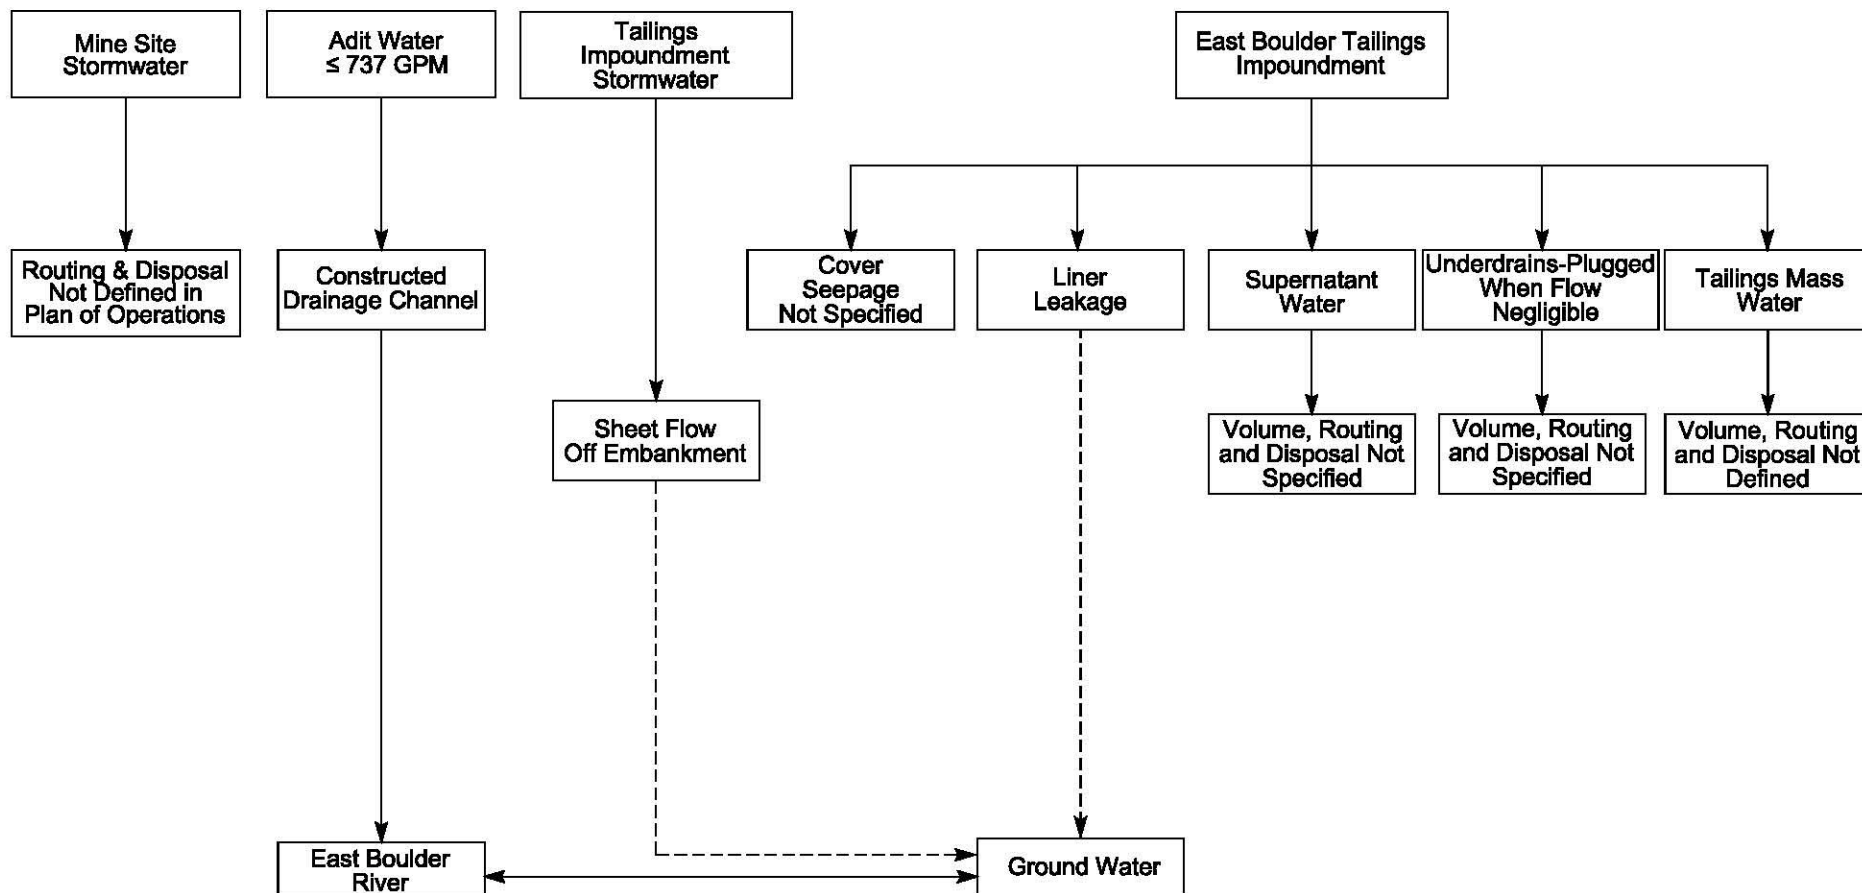 Mine Site
Stormwater
Adit Water
≤ 737 GPM
Tailings
Impoundment
Stormwater
East Boulder Tailings
Impoundment
Routing & Disposal
Not Defined in
Plan of Operations
Constructed
Drainage Channel
Cover
Seepage
Not Specified
Liner
Leakage
Supernatant
Water
Underdrains-Plugged
When Flow
Negligible
Tailings Mass
Water
Sheet Flow
Off Embankment
Volume, Routing
and Disposal Not
Specified
Volume, Routing
and Disposal Not
Specified
Volume, Routing
and Disposal Not
Defined
East Boulder
River
Ground Water